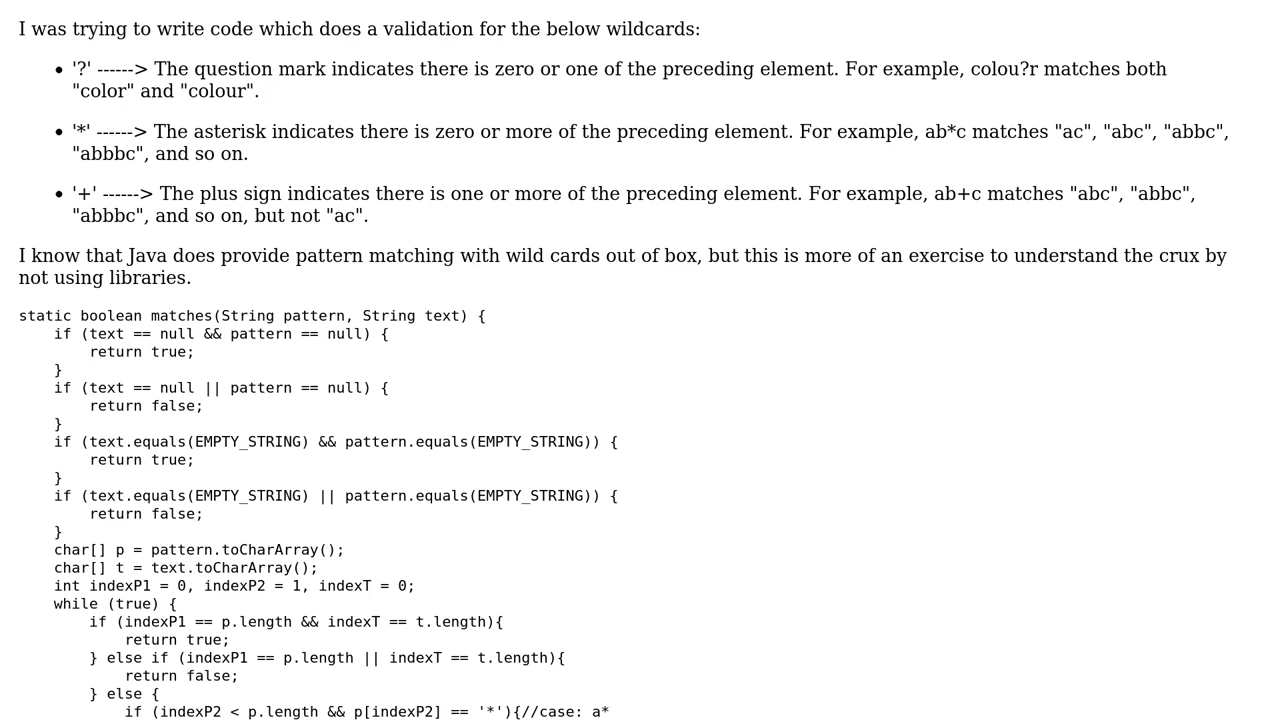 I was trying to write code which does a validation for the below wildcards:
• '?' ------> The question mark indicates there is zero or one of the preceding element. For example, colou?r matches both
"color" and "colour".
• '*' ------> The asterisk indicates there is zero or more of the preceding element. For example, ab*c matches "ac", "abc", "abbc",
"abbbc", and so on.
• '+' ------> The plus sign indicates there is one or more of the preceding element. For example, ab+c matches "abc", "abbc",
"abbbc", and so on, but not "ac".
I know that Java does provide pattern matching with wild cards out of box, but this is more of an exercise to understand the crux by
not using libraries.
static boolean matches(String pattern, String text) {
    if (text == null && pattern == null) {
        return true;
    }
    if (text == null || pattern == null) {
        return false;
    }
    if (text.equals(EMPTY_STRING) && pattern.equals(EMPTY_STRING)) {
        return true;
    }
    if (text.equals(EMPTY_STRING) || pattern.equals(EMPTY_STRING)) {
        return false;
    }
    char[] p = pattern.toCharArray();
    char[] t = text.toCharArray();
    int indexP1 = 0, indexP2 = 1, indexT = 0;
    while (true) {
        if (indexP1 == p.length && indexT == t.length){
            return true;
        } else if (indexP1 == p.length || indexT == t.length){
            return false;
        } else {
            if (indexP2 < p.length && p[indexP2] == '*'){//case: a*